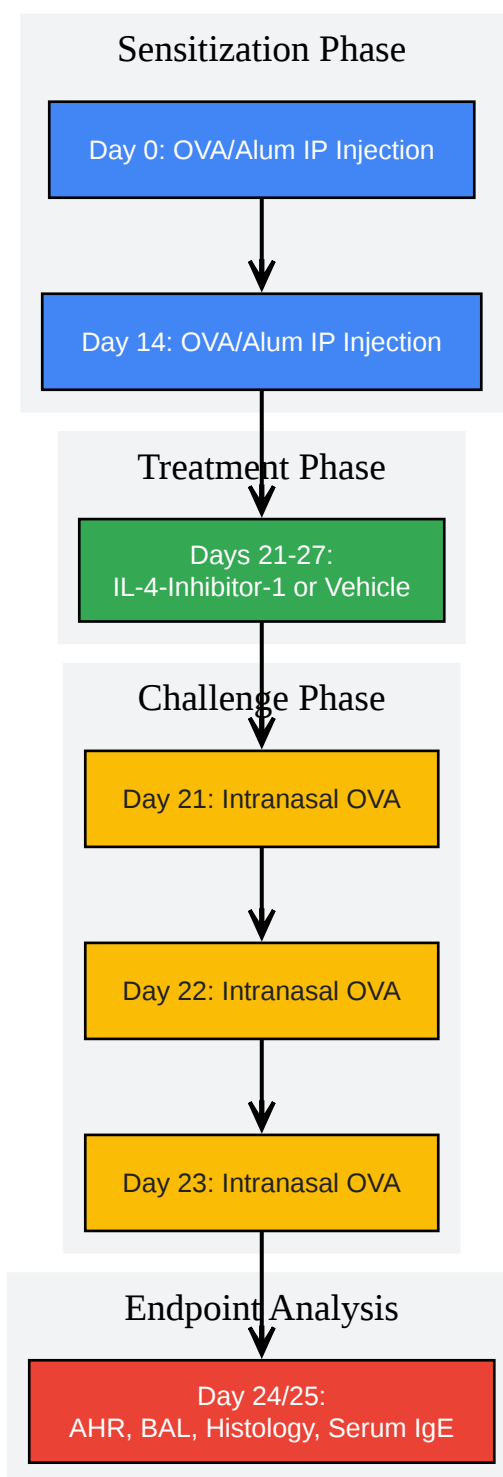 Sensitization Phase
Day 0: OVA/Alum IP Injection
Day 14: OVA/Alum IP Injection
Treatment Phase
Days 21-27:
IL-4-Inhibitor-1 or Vehicle
Challenge Phase
Day 21: Intranasal OVA
Day 22: Intranasal OVA
Day 23: Intranasal OVA
Endpoint Analysis
Day 24/25:
AHR, BAL, Histology, Serum IgE